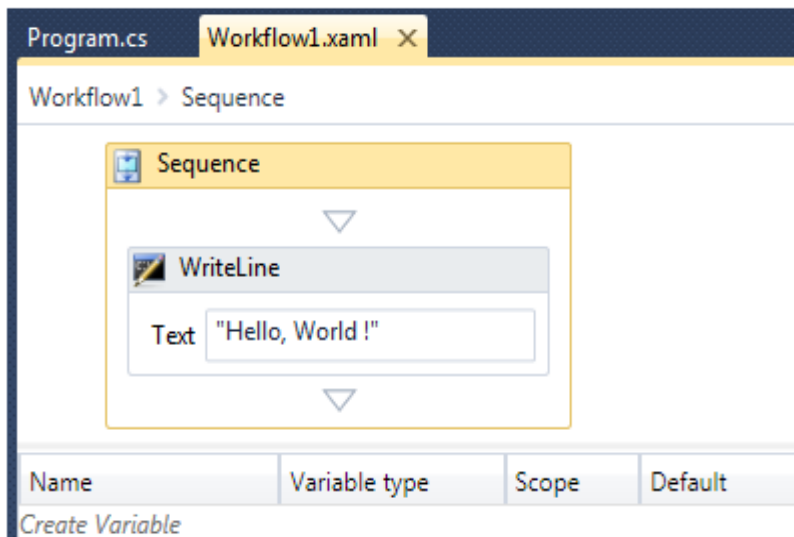 Program.cs Workflow1.xaml
Workflow1 > Sequence
Sequence
WriteLine
Text "Hello, World !"
Name Variable type Scope Default
Create Variable